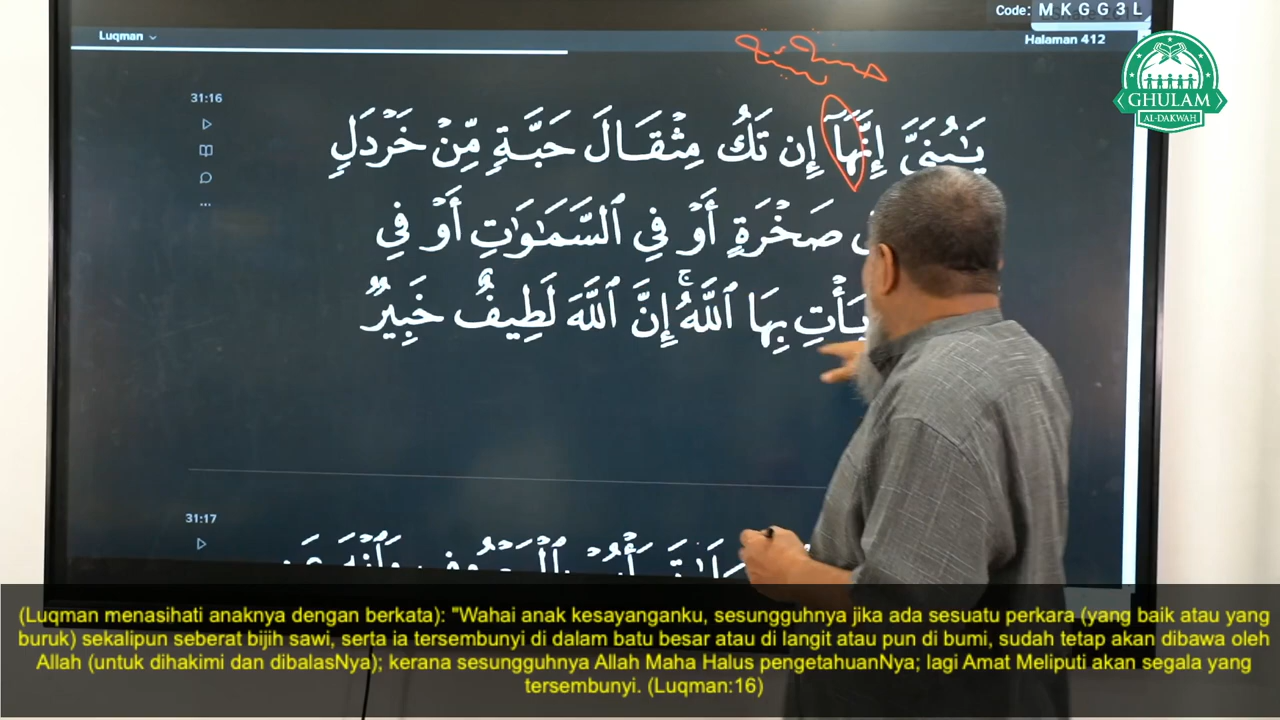 Code: M K G G 3 L
Luqman
Halaman 412
GHULAM
AL-DAKWAH
31:16
يَـٰبُنَىَّ إِنَّهَآ إِن تَكُ مِثْقَالَ حَبَّةٍ مِّنْ خَرْدَلٍ
صَخْرَةٍ أَوْ فِى ٱلسَّمَـٰوَٰتِ أَوْ فِى
يَأْتِ بِهَا ٱللَّهُ ۚ إِنَّ ٱللَّهَ لَطِيفٌ خَبِيرٌ
31:17
(Luqman menasihati anaknya dengan berkata): "Wahai anak kesayanganku, sesungguhnya jika ada sesuatu perkara (yang baik atau yang
buruk) sekalipun seberat bijih sawi, serta ia tersembunyi di dalam batu besar atau di langit atau pun di bumi, sudah tetap akan dibawa oleh
Allah (untuk dihakimi dan dibalasNya); kerana sesungguhnya Allah Maha Halus pengetahuanNya; lagi Amat Meliputi akan segala yang
tersembunyi. (Luqman:16)